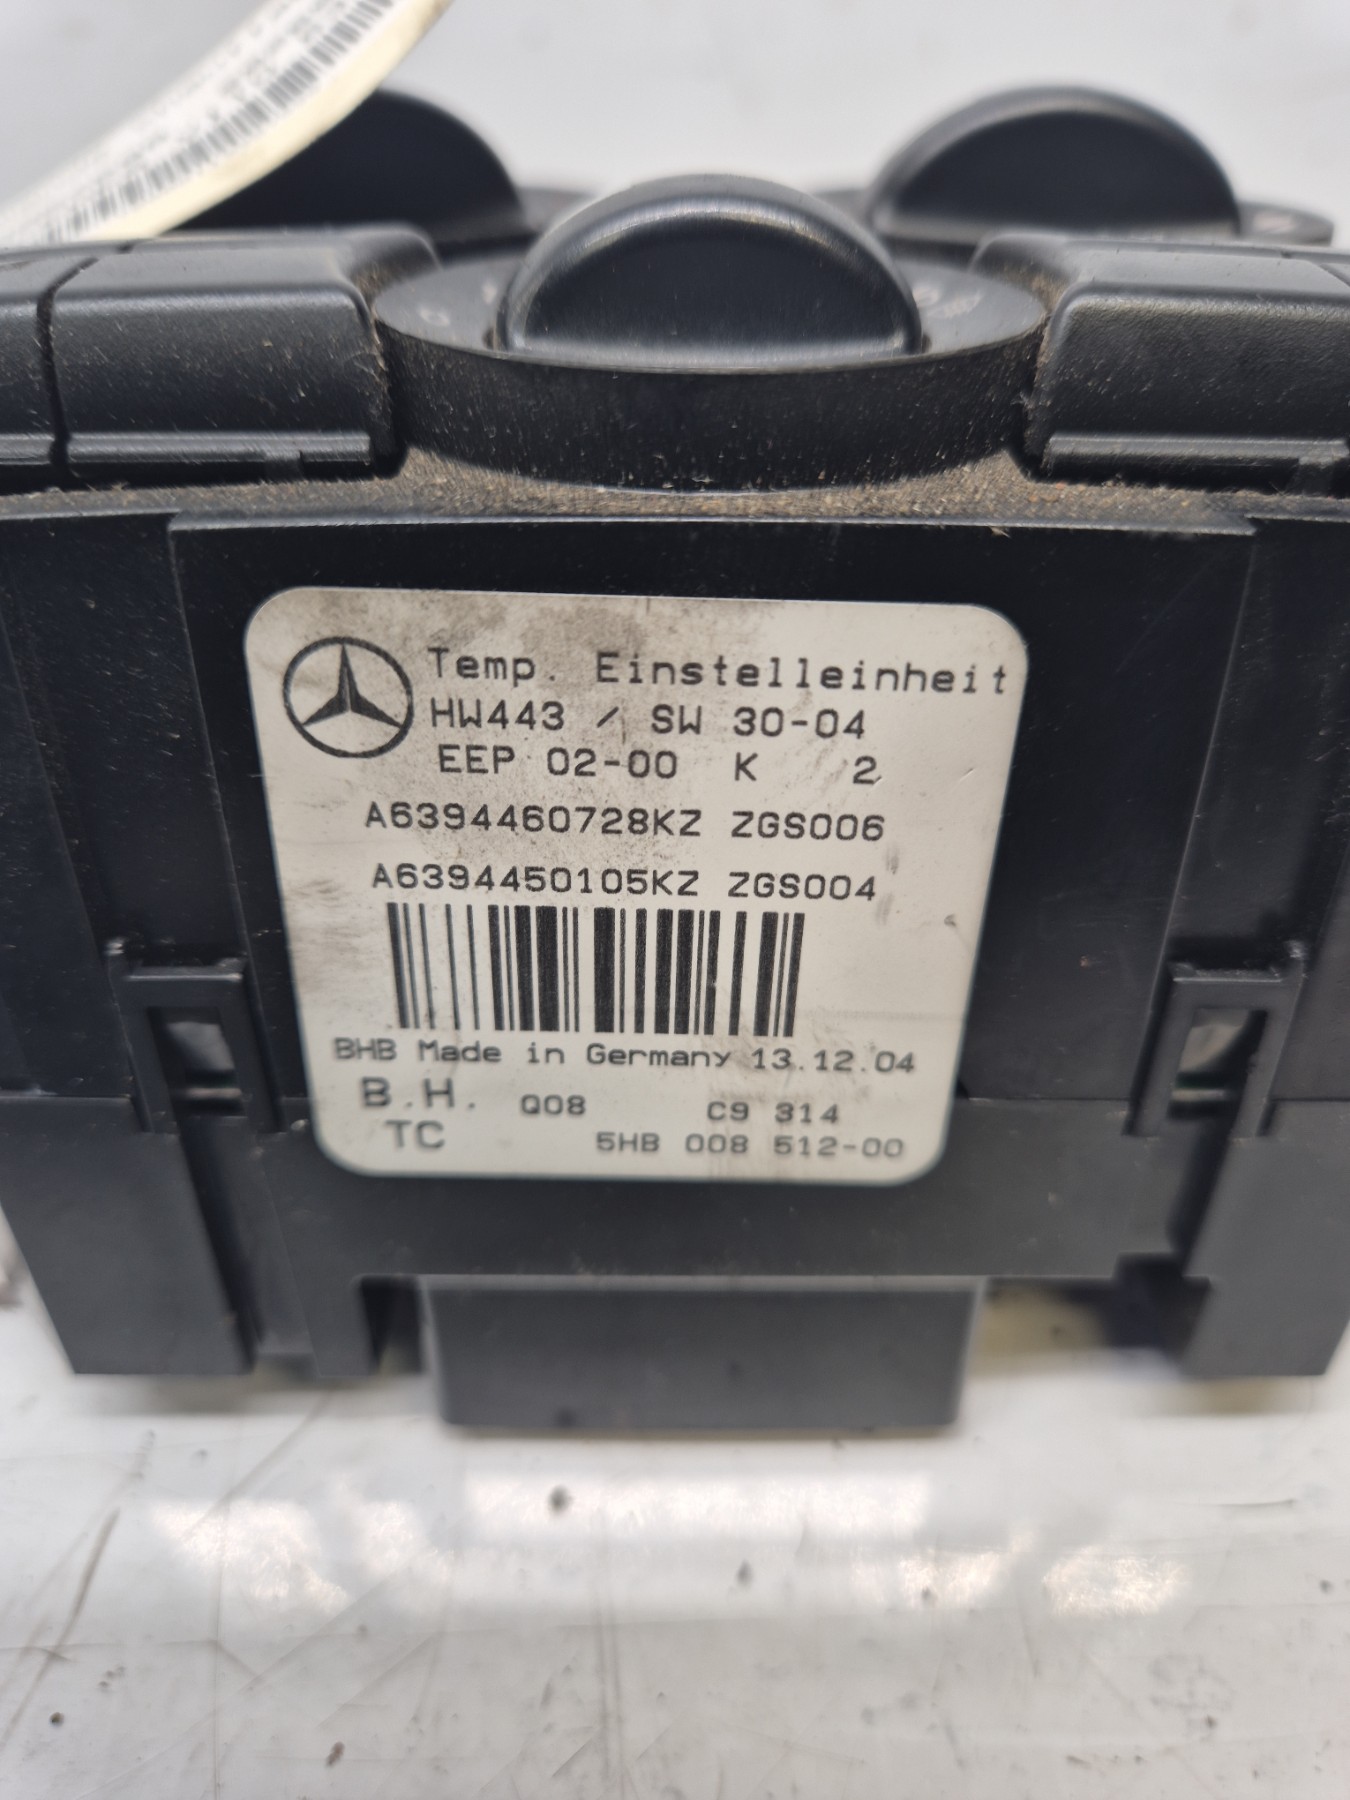 Temp. Einstelleinheit
HW443 / SW 30-04
EEP 02-00 K 2
A6394460728KZ ZGS006
A6394450105KZ ZGS004
BHB Made in Germany 13.12.04
B.H. Q08 C9 314
TC 5HB 008 512-00